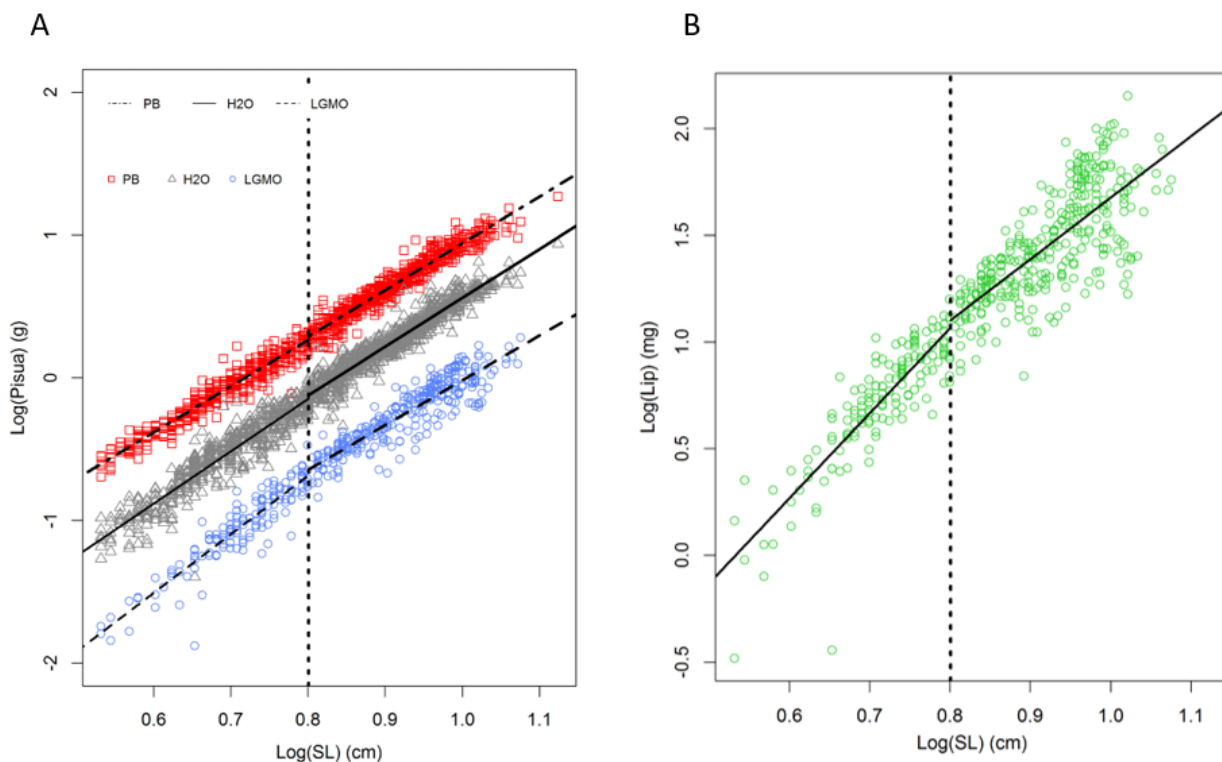 A
B
Log(Pisua) (g)
2
1
0
-1
-2
PB H2O LGMO
PB H2O LGMO
0.6 0.7 0.8 0.9 1.0 1.1
Log(SL) (cm)
Log(Lip) (mg)
2.0
1.5
1.0
0.5
0.0
-0.5
0.6 0.7 0.8 0.9 1.0 1.1
Log(SL) (cm)